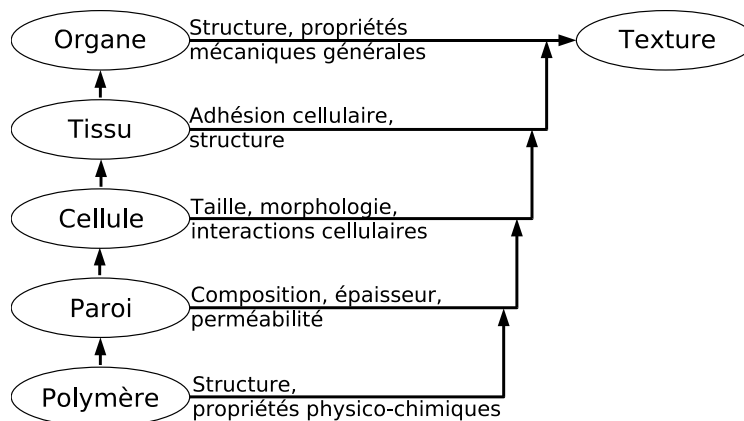 Organe
Structure, propriétés
mécaniques générales
Texture
Tissu
Adhésion cellulaire,
structure
Cellule
Taille, morphologie,
interactions cellulaires
Paroi
Composition, épaisseur,
perméabilité
Polymère
Structure,
propriétés physico-chimiques